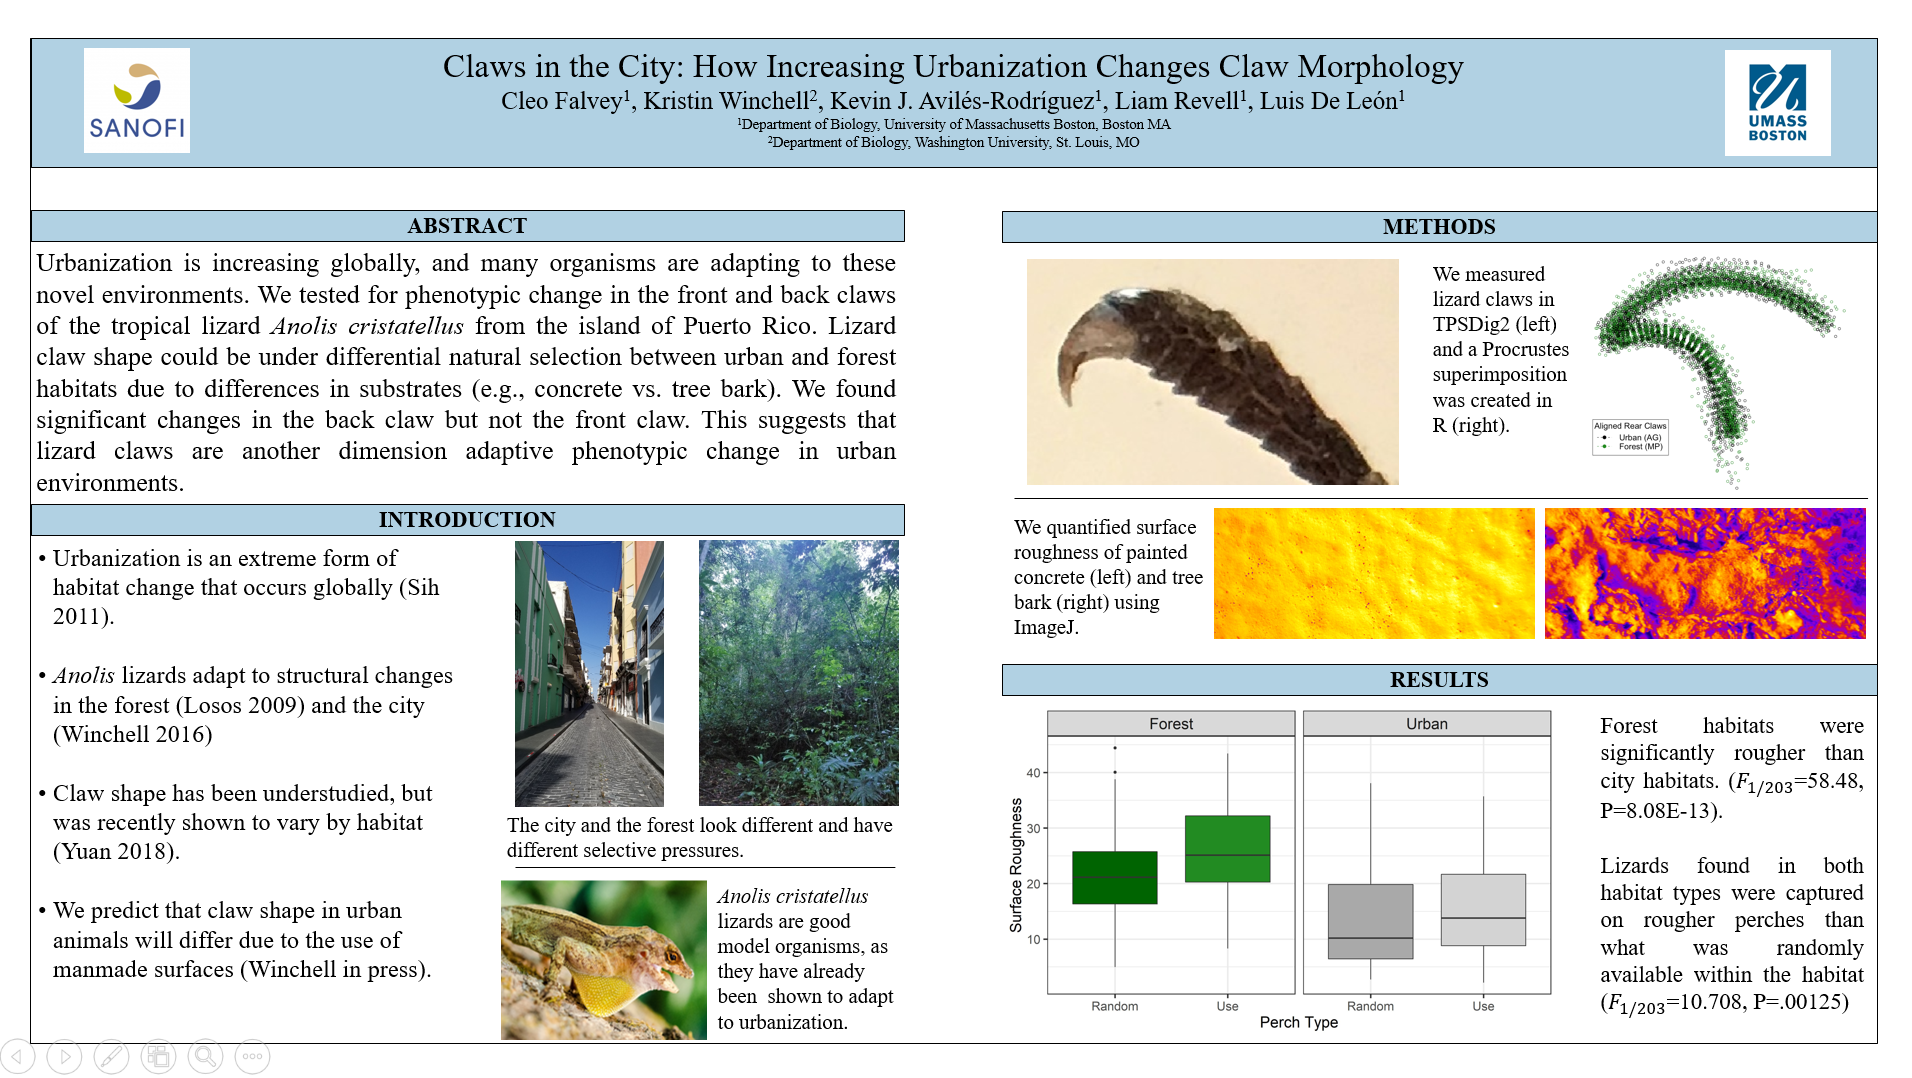 SANOFI
Claws in the City: How Increasing Urbanization Changes Claw Morphology
Cleo Falvey1, Kristin Winchell2, Kevin J. Avilés-Rodríguez1, Liam Revell1, Luis De León1
1Department of Biology, University of Massachusetts Boston, Boston MA
2Department of Biology, Washington University, St. Louis, MO
UMASS
BOSTON
ABSTRACT
Urbanization is increasing globally, and many organisms are adapting to these
novel environments. We tested for phenotypic change in the front and back claws
of the tropical lizard Anolis cristatellus from the island of Puerto Rico. Lizard
claw shape could be under differential natural selection between urban and forest
habitats due to differences in substrates (e.g., concrete vs. tree bark). We found
significant changes in the back claw but not the front claw. This suggests that
lizard claws are another dimension adaptive phenotypic change in urban
environments.
INTRODUCTION
• Urbanization is an extreme form of
habitat change that occurs globally (Sih
2011).
• Anolis lizards adapt to structural changes
in the forest (Losos 2009) and the city
(Winchell 2016)
• Claw shape has been understudied, but
was recently shown to vary by habitat
(Yuan 2018).
• We predict that claw shape in urban
animals will differ due to the use of
manmade surfaces (Winchell in press).
The city and the forest look different and have
different selective pressures.
Anolis cristatellus
lizards are good
model organisms, as
they have already
been shown to adapt
to urbanization.
METHODS
We measured
lizard claws in
TPSDig2 (left)
and a Procrustes
superimposition
was created in
R (right).
Aligned Rear Claws
Urban (AG)
Forest (MP)
We quantified surface
roughness of painted
concrete (left) and tree
bark (right) using
ImageJ.
RESULTS
Forest
Urban
Surface Roughness
40
30
20
10
Random
Use
Random
Use
Perch Type
Forest habitats were
significantly rougher than
city habitats. (F1/203=58.48,
P=8.08E-13).
Lizards found in both
habitat types were captured
on rougher perches than
what was randomly
available within the habitat
(F1/203=10.708, P=.00125)